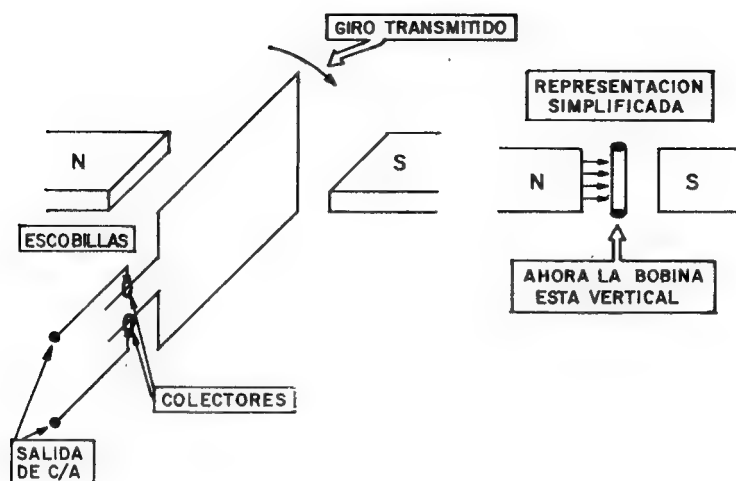 GIRO TRANSMITIDO
REPRESENTACION
SIMPLIFICADA
N
S
N
S
ESCOBILLAS
AHORA LA BOBINA
ESTA VERTICAL
COLECTORES
SALIDA
DE C/A